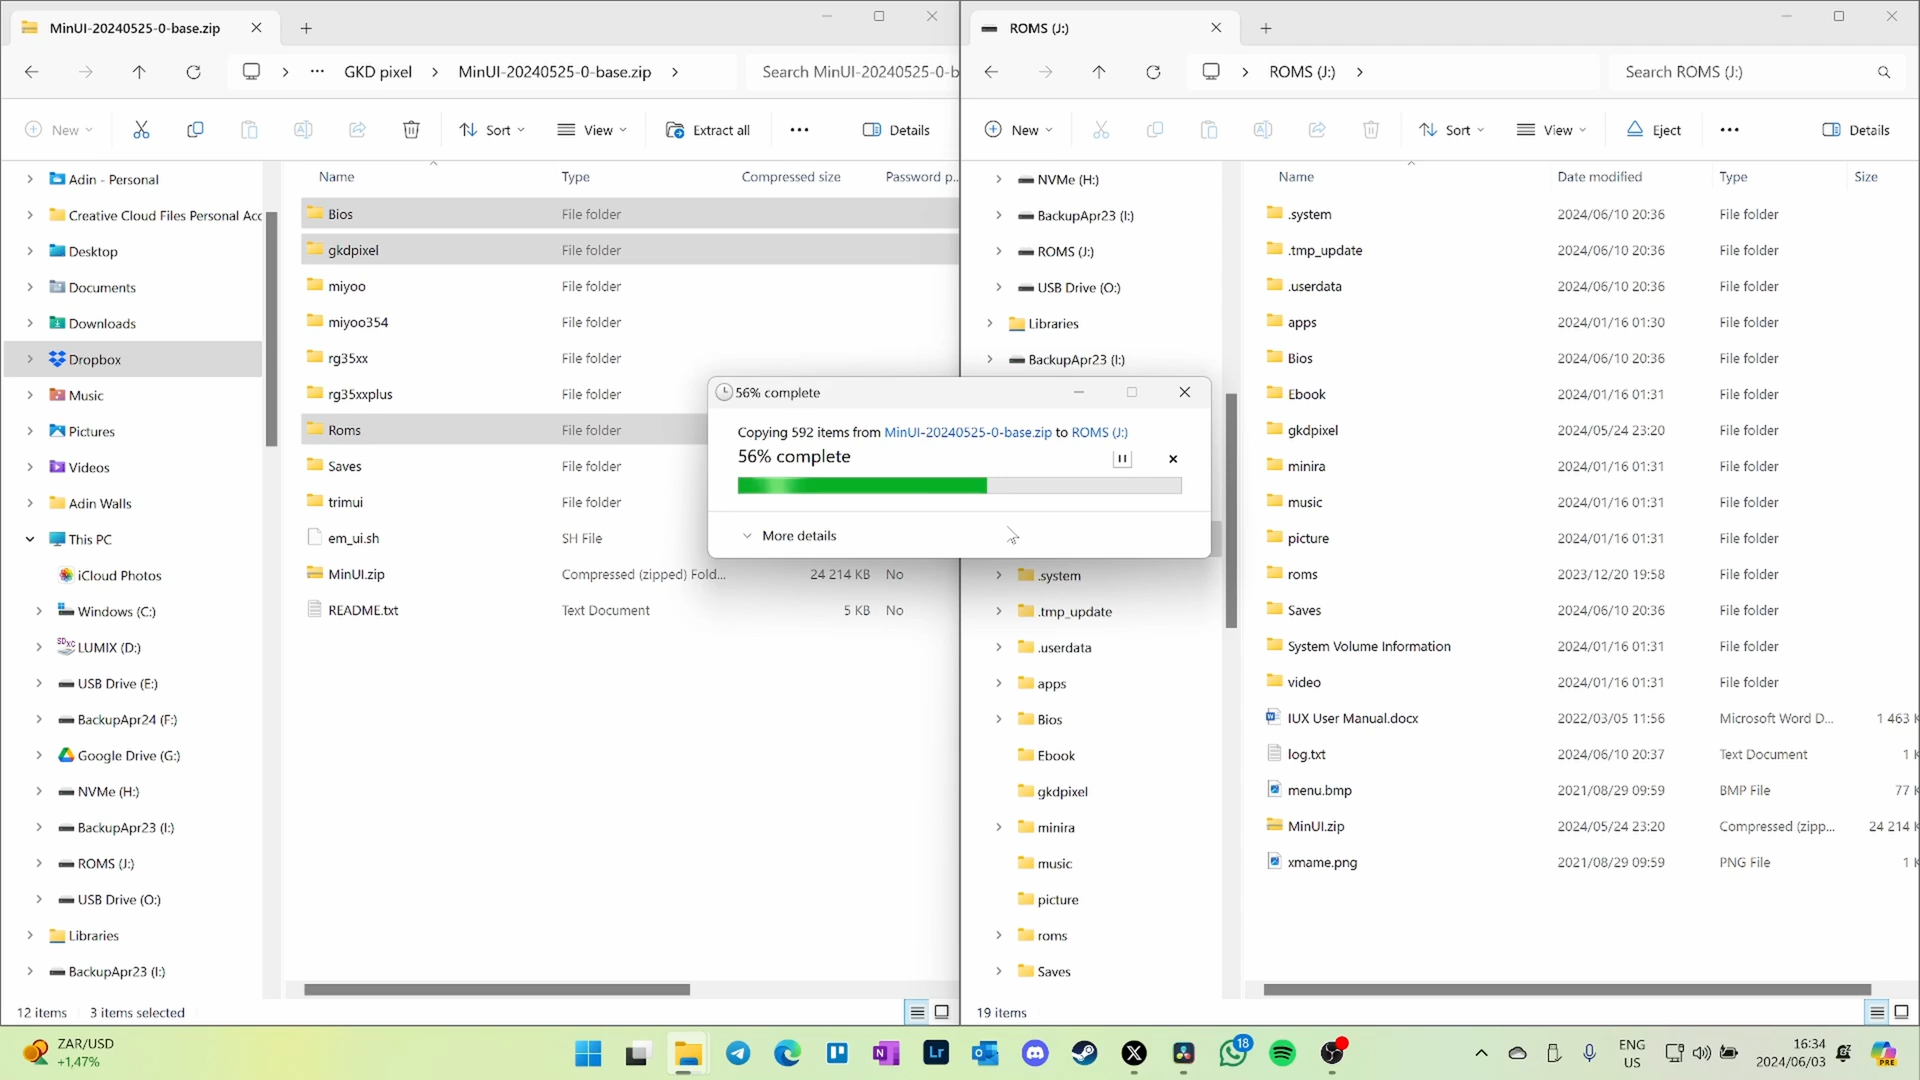 MinUI-20240525-0-base.zip
GKD pixel
MinUI-20240525-0-base.zip
Search MinUI-20240525-0-b
New
Sort
View
Extract all
Details
Adin - Personal
Creative Cloud Files Personal Acc
Desktop
Documents
Downloads
Dropbox
Music
Pictures
Videos
Adin Walls
This PC
iCloud Photos
Windows (C:)
LUMIX (D:)
USB Drive (E:)
BackupApr24 (F:)
Google Drive (G:)
NVMe (H:)
BackupApr23 (I:)
ROMS (J:)
USB Drive (O:)
Libraries
BackupApr23 (I:)
Name Type Compressed size Password p...
Bios File folder
gkdpixel File folder
miyoo File folder
miyoo354 File folder
rg35xx File folder
rg35xxplus File folder
Roms File folder
Saves File folder
trimui File folder
em_ui.sh SH File
MinUI.zip Compressed (zipped) Fold... 24 214 KB No
README.txt Text Document 5 KB No
12 items 3 items selected
56% complete
Copying 592 items from MinUI-20240525-0-base.zip to ROMS (J:)
56% complete
More details
ROMS (J:)
ROMS (J:)
Search ROMS (J:)
New
Sort
View
Eject
Details
NVMe (H:)
BackupApr23 (I:)
ROMS (J:)
USB Drive (O:)
Libraries
BackupApr23 (I:)
.system
.tmp_update
.userdata
apps
Bios
Ebook
gkdpixel
minira
music
picture
roms
Saves
Name Date modified Type Size
.system 2024/06/10 20:36 File folder
.tmp_update 2024/06/10 20:36 File folder
.userdata 2024/06/10 20:36 File folder
apps 2024/01/16 01:30 File folder
Bios 2024/06/10 20:36 File folder
Ebook 2024/01/16 01:31 File folder
gkdpixel 2024/05/24 23:20 File folder
minira 2024/01/16 01:31 File folder
music 2024/01/16 01:31 File folder
picture 2024/01/16 01:31 File folder
roms 2023/12/20 19:58 File folder
Saves 2024/06/10 20:36 File folder
System Volume Information 2024/01/16 01:31 File folder
video 2024/01/16 01:31 File folder
IUX User Manual.docx 2022/03/05 11:56 Microsoft Word D... 1 463 K
log.txt 2024/06/10 20:37 Text Document 1 K
menu.bmp 2021/08/29 09:59 BMP File 77 K
MinUI.zip 2024/05/24 23:20 Compressed (zipp... 24 214 K
xmame.png 2021/08/29 09:59 PNG File 1 K
19 items
ZAR/USD
+1,47%
Lr
18
ENG
US
16:34
2024/06/03
PRE